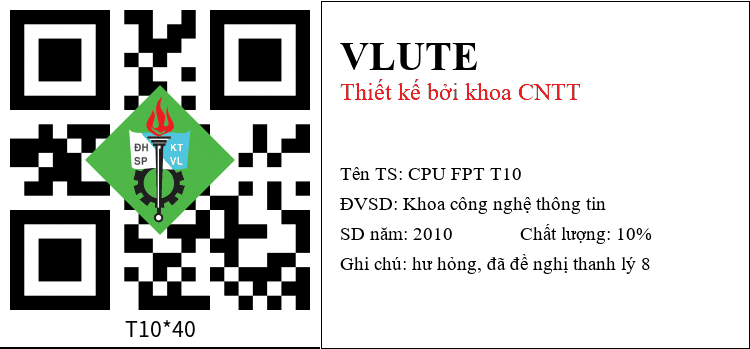 ĐH KT
SP VL
T10*40
VLUTE
Thiết kế bởi khoa CNTT
Tên TS: CPU FPT T10
ĐVSD: Khoa công nghệ thông tin
SD năm: 2010 Chất lượng: 10%
Ghi chú: hư hỏng, đã đề nghị thanh lý 8